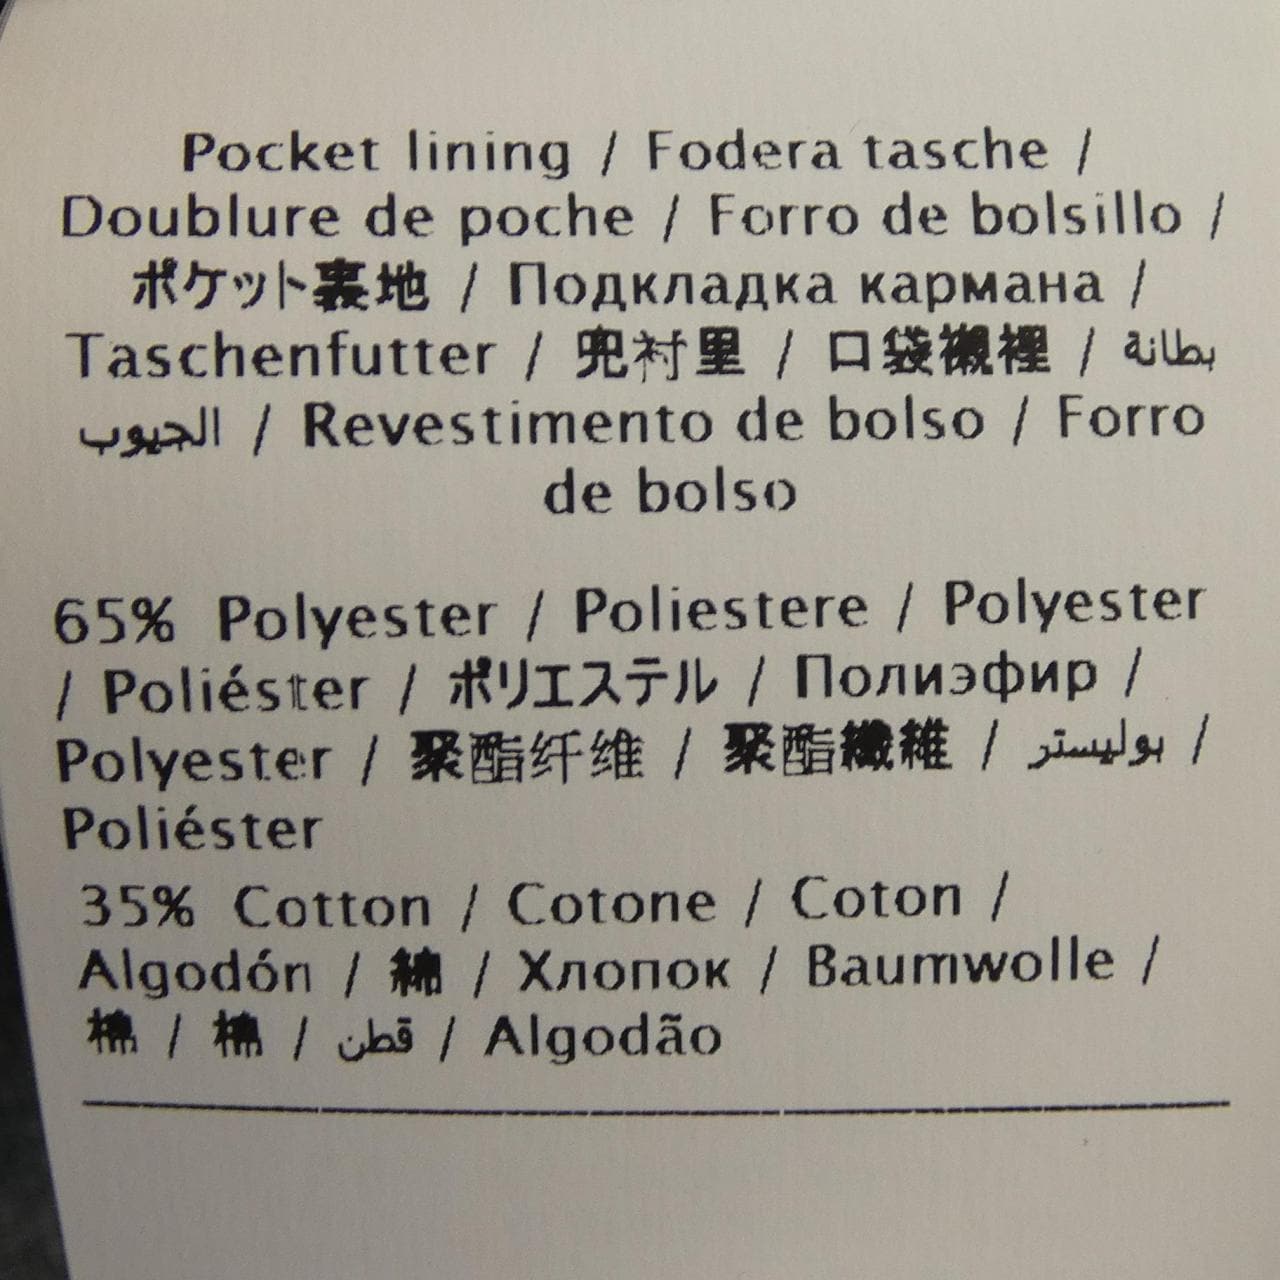 Pocket lining / Fodera tasche /
Doublure de poche / Forro de bolsillo /
ポケット裏地 / Подкладка кармана /
Taschenfutter / 兜衬里 / 口袋襯裡 / بطانة
الجيوب / Revestimento de bolso / Forro
de bolso
65% Polyester / Poliestere / Polyester
/ Poliéster / ポリエステル / Полиэфир /
Polyester / 聚酯纤维 / 聚酯纖維 / بوليستر /
Poliéster
35% Cotton / Cotone / Coton /
Algodón / 綿 / Хлопок / Baumwolle /
棉 / 棉 / قطن / Algodão